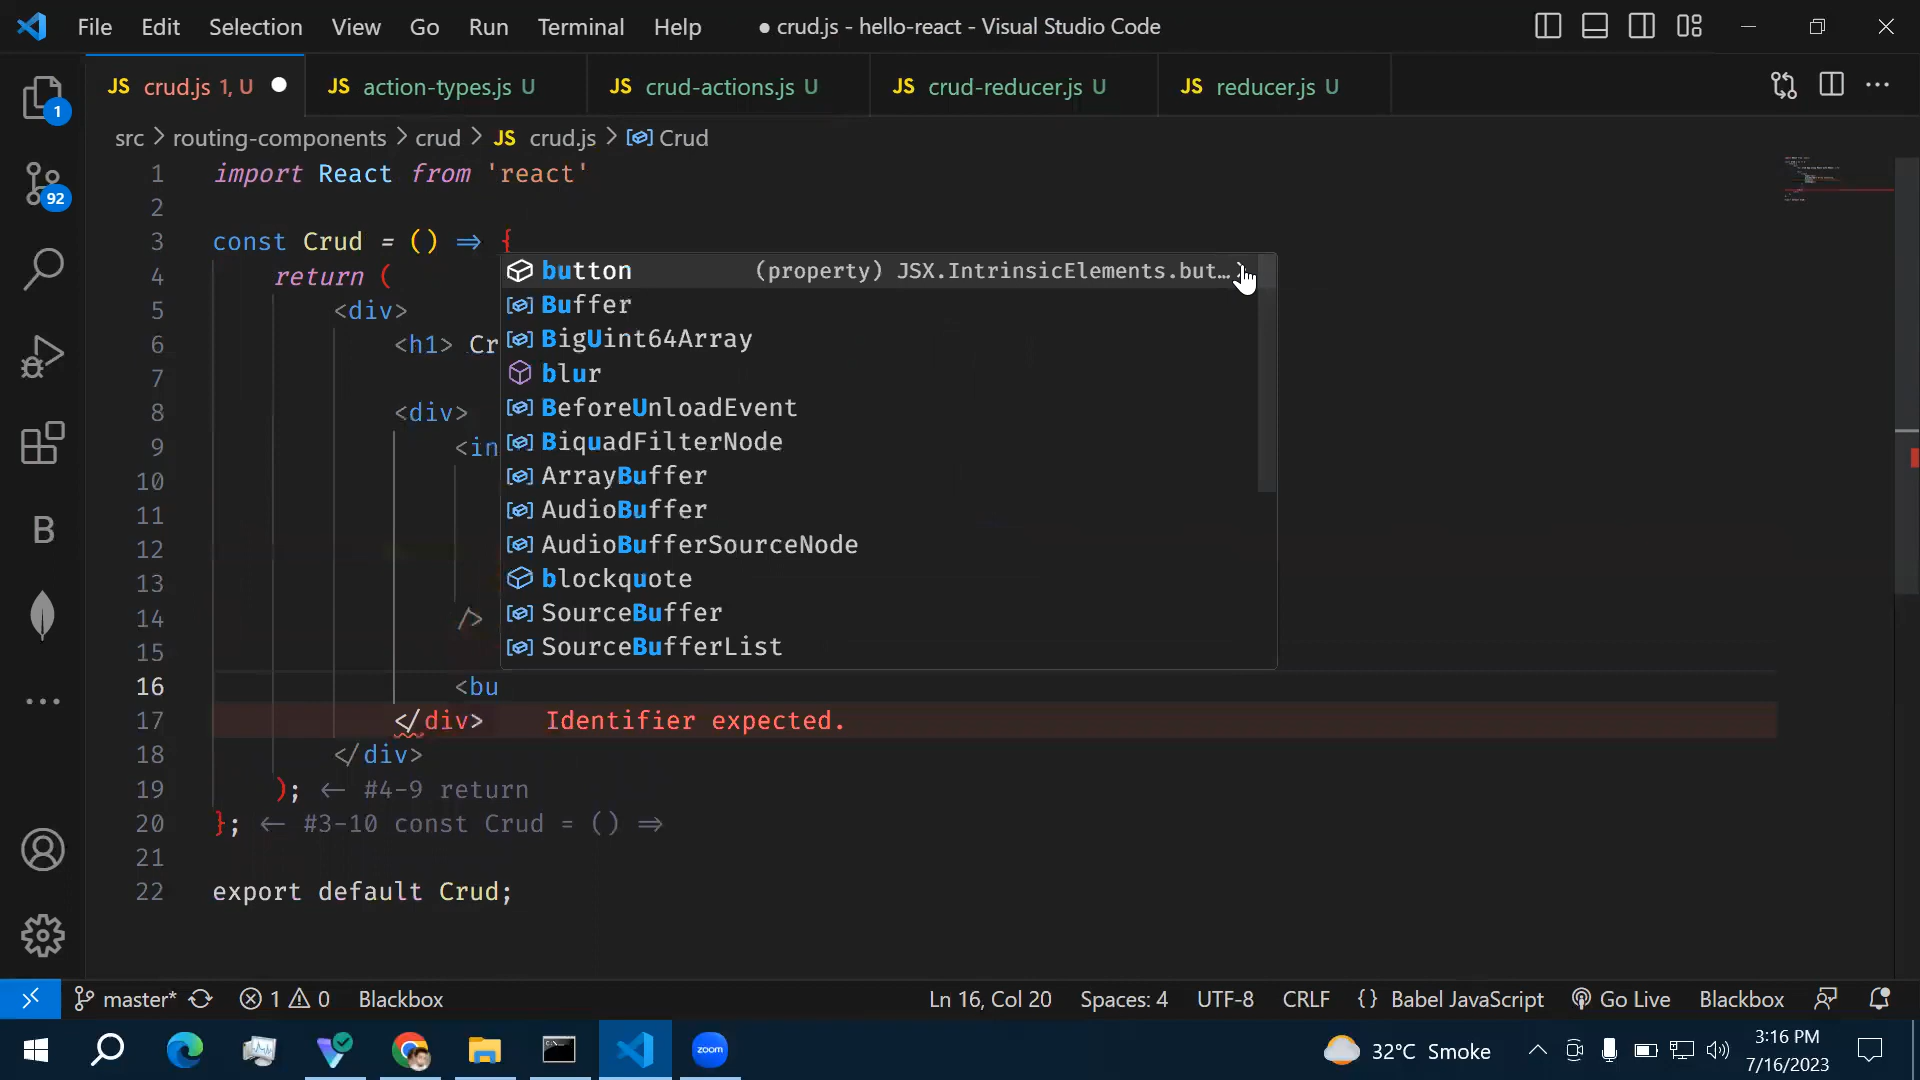 File Edit Selection View Go Run Terminal Help
● crud.js - hello-react - Visual Studio Code
JS crud.js 1, U
JS action-types.js U
JS crud-actions.js U
JS crud-reducer.js U
JS reducer.js U
src > routing-components > crud > JS crud.js > Crud
1 import React from 'react'
2
3 const Crud = () ⇒ {
4 return (
5 <div>
6 <h1> Cr
7
8 <div>
9 <in
10
11
12
13
14 />
15
16 <bu
17 </div> Identifier expected.
18 </div>
19 ); ← #4-9 return
20 }; ← #3-10 const Crud = () ⇒
21
22 export default Crud;
button (property) JSX.IntrinsicElements.but…
Buffer
BigUint64Array
blur
BeforeUnloadEvent
BiquadFilterNode
ArrayBuffer
AudioBuffer
AudioBufferSourceNode
blockquote
SourceBuffer
SourceBufferList
1
92
B
master* 1 0 Blackbox
Ln 16, Col 20 Spaces: 4 UTF-8 CRLF {} Babel JavaScript Go Live Blackbox
zoom
32°C Smoke
3:16 PM
7/16/2023